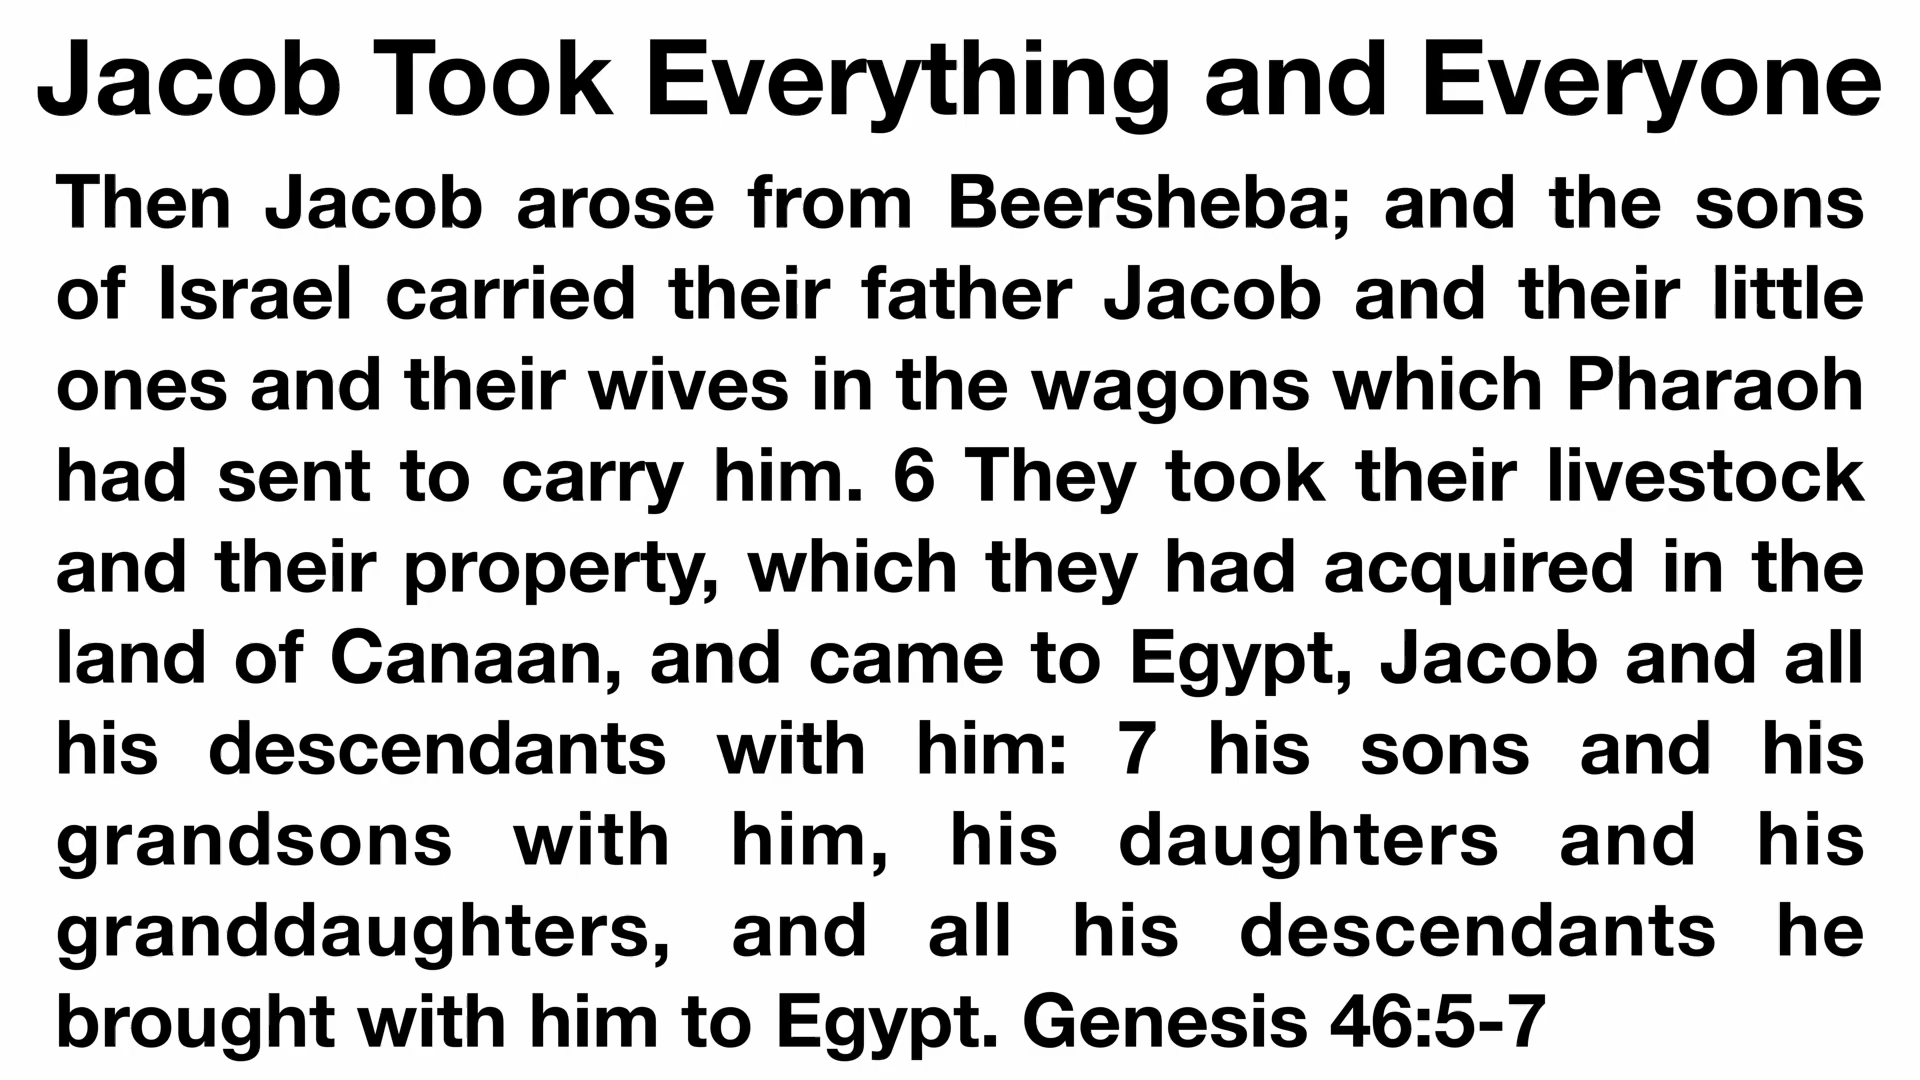 Jacob Took Everything and Everyone
Then Jacob arose from Beersheba; and the sons
of Israel carried their father Jacob and their little
ones and their wives in the wagons which Pharaoh
had sent to carry him. 6 They took their livestock
and their property, which they had acquired in the
land of Canaan, and came to Egypt, Jacob and all
his descendants with him: 7 his sons and his
grandsons with him, his daughters and his
granddaughters, and all his descendants he
brought with him to Egypt. Genesis 46:5-7